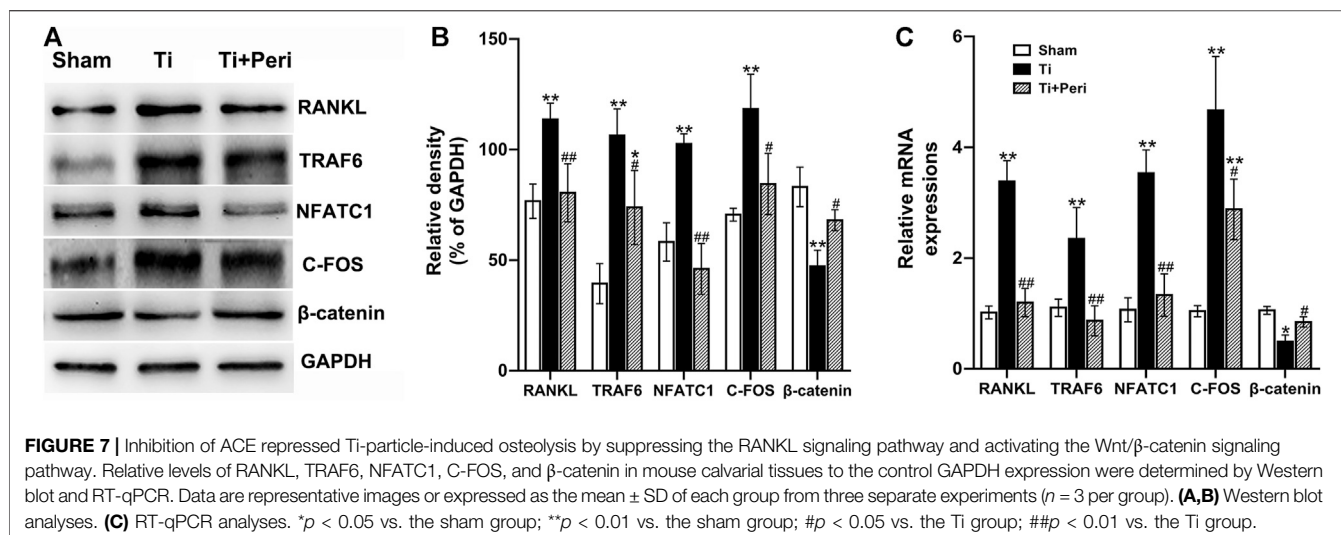 A
Sham Ti Ti+Peri
RANKL
TRAF6
NFATC1
C-FOS
β-catenin
GAPDH
B
Relative density
(% of GAPDH)
150
100
50
0
** ## ** * # ** ## ** # ** #
RANKL TRAF6 NFATC1 C-FOS β-catenin
C
Relative mRNA
expressions
6
4
2
0
Sham
Ti
Ti+Peri
** ## ** ## ** ## ** ** # * #
RANKL TRAF6 NFATC1 C-FOS β-catenin
FIGURE 7 | Inhibition of ACE repressed Ti-particle-induced osteolysis by suppressing the RANKL signaling pathway and activating the Wnt/β-catenin signaling
pathway. Relative levels of RANKL, TRAF6, NFATC1, C-FOS, and β-catenin in mouse calvarial tissues to the control GAPDH expression were determined by Western
blot and RT-qPCR. Data are representative images or expressed as the mean ± SD of each group from three separate experiments (n = 3 per group). (A,B) Western blot
analyses. (C) RT-qPCR analyses. *p < 0.05 vs. the sham group; **p < 0.01 vs. the sham group; #p < 0.05 vs. the Ti group; ##p < 0.01 vs. the Ti group.